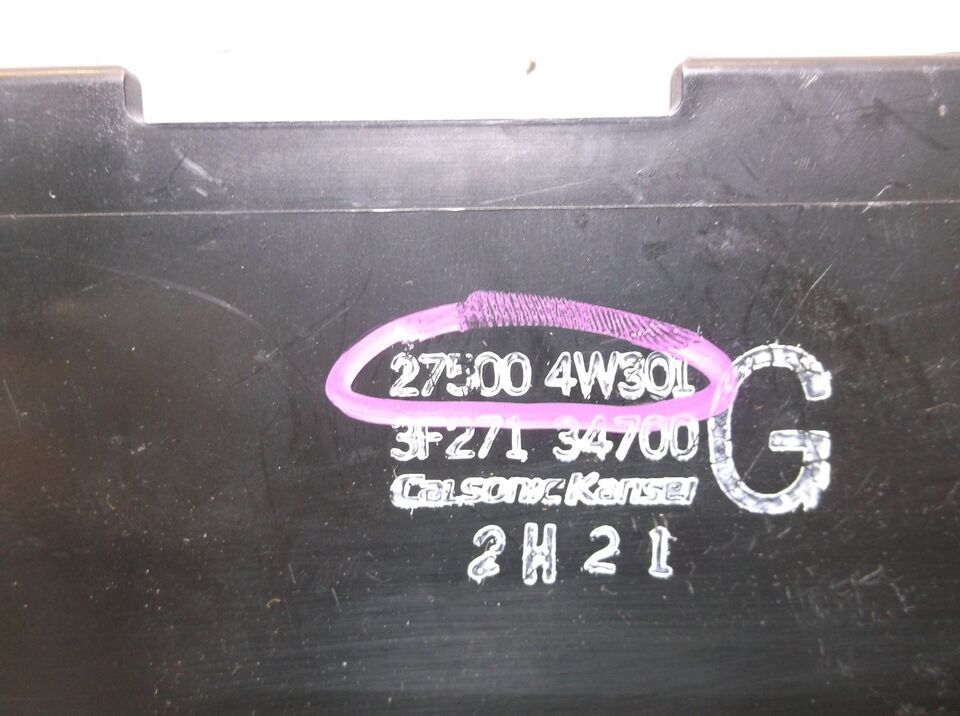 27500 4W301
3F271 34700
G
Calsonic Kansei
2H21